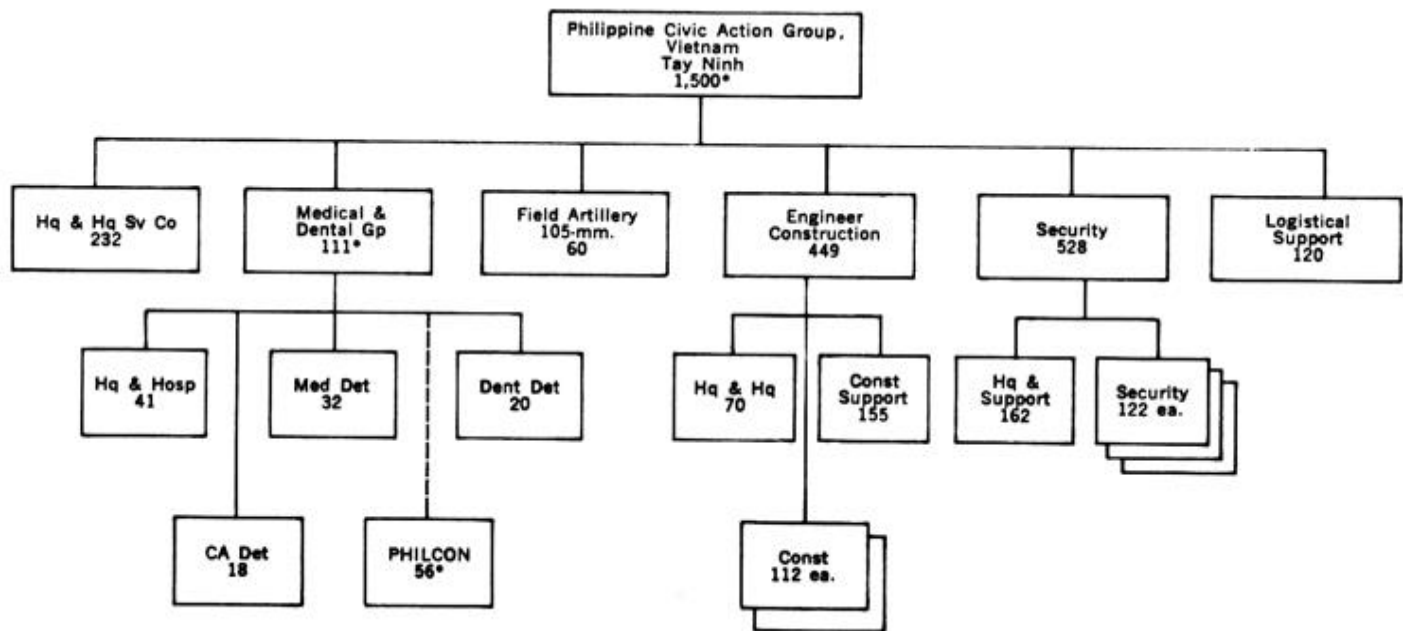 Philippine Civic Action Group,
Vietnam
Tay Ninh
1,500*
Hq & Hq Sv Co
232
Medical &
Dental Gp
111*
Field Artillery
105-mm.
60
Engineer
Construction
449
Security
528
Logistical
Support
120
Hq & Hosp
41
Med Det
32
Dent Det
20
Hq & Hq
70
Const
Support
155
Hq &
Support
162
Security
122 ea.
CA Det
18
PHILCON
56*
Const
112 ea.